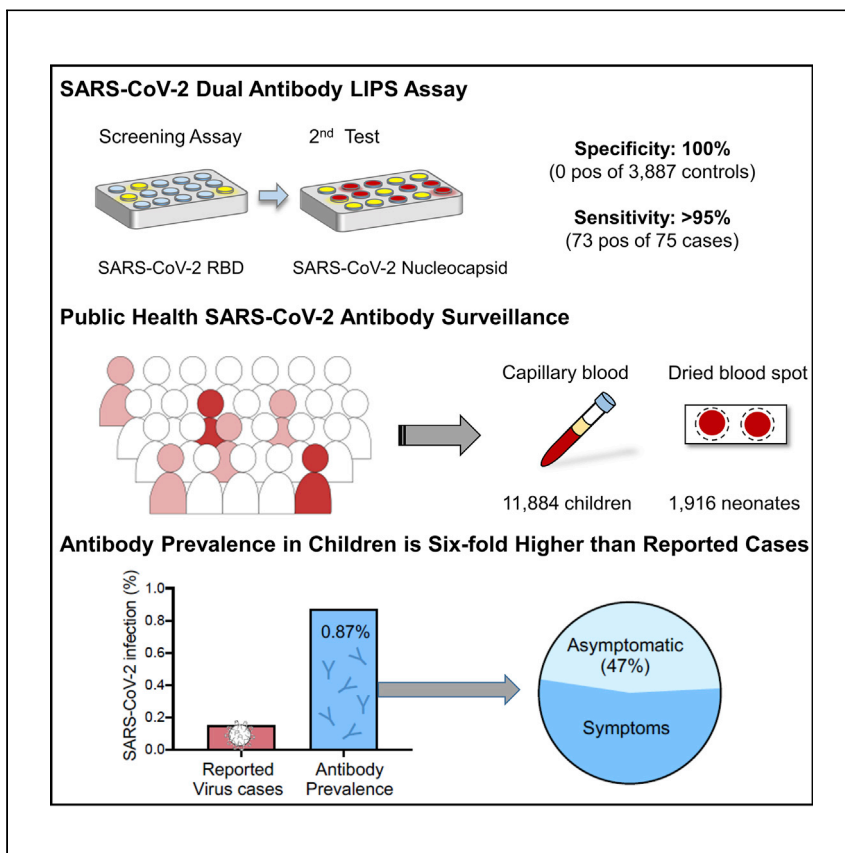 SARS-CoV-2 Dual Antibody LIPS Assay
Screening Assay
2nd Test
SARS-CoV-2 RBD
SARS-CoV-2 Nucleocapsid
Specificity: 100%
(0 pos of 3,887 controls)
Sensitivity: >95%
(73 pos of 75 cases)
Public Health SARS-CoV-2 Antibody Surveillance
Capillary blood
Dried blood spot
11,884 children
1,916 neonates
Antibody Prevalence in Children is Six-fold Higher than Reported Cases
SARS-CoV-2 infection (%)
1.0
0.8
0.6
0.4
0.2
0.0
0.87%
Reported
Virus cases
Antibody
Prevalence
Asymptomatic
(47%)
Symptoms